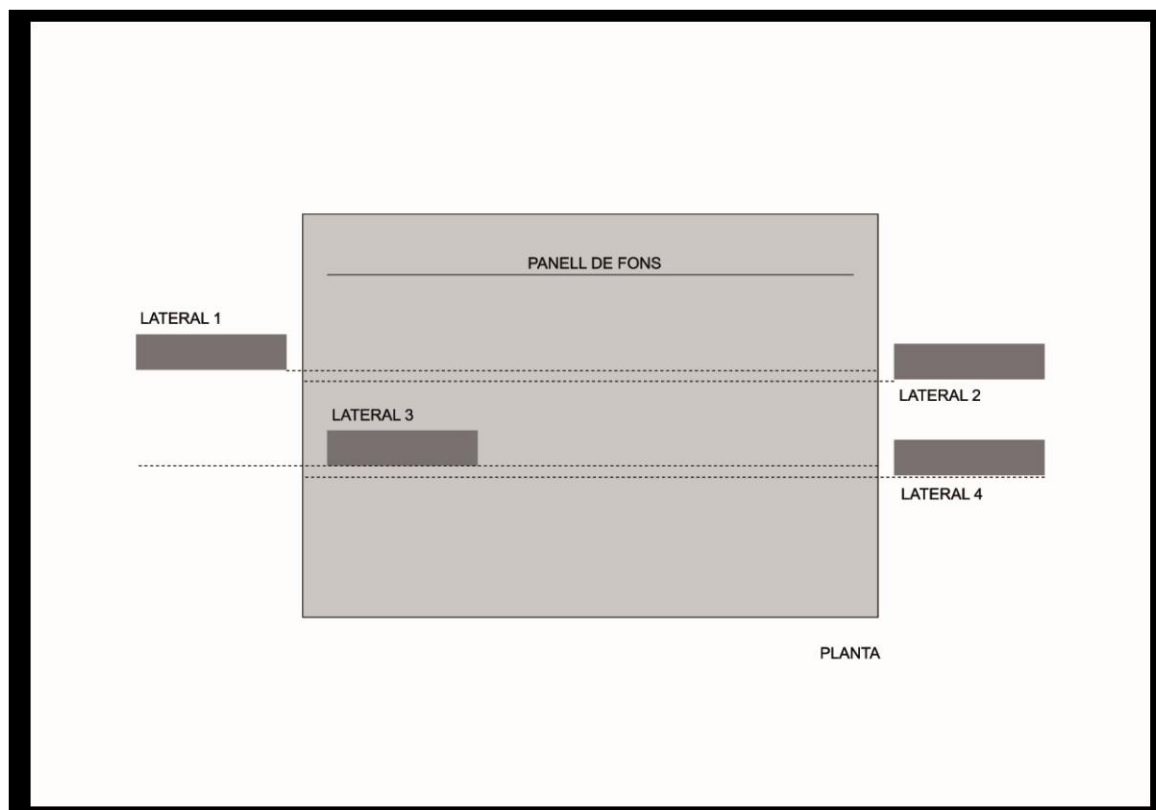 PANELL DE FONS
LATERAL 1
LATERAL 2
LATERAL 3
LATERAL 4
PLANTA